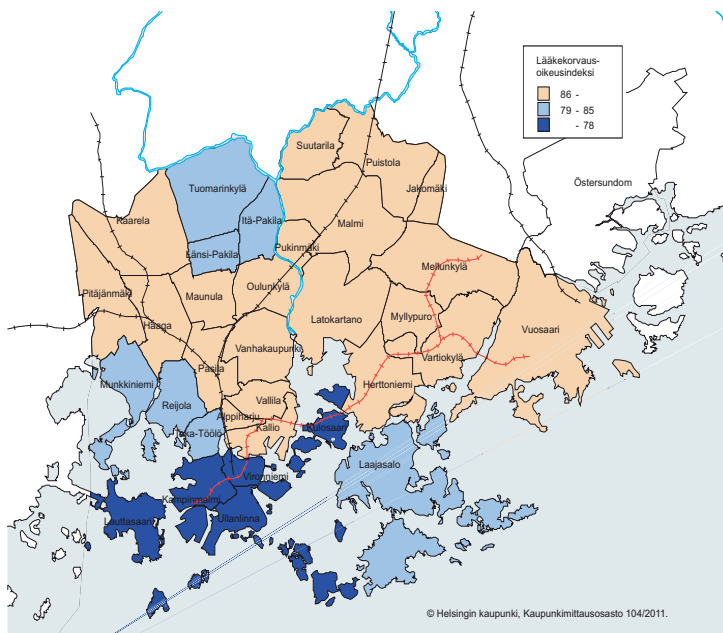 Lääkekorvaus-
oikeusindeksi
86 -
79 - 85
- 78
Suutarila
Puistola
Tuomarinkylä
Jakomäki
Östersundom
Itä-Pakila
Kaarela
Malmi
Pukinmäki
Länsi-Pakila
Mellunkylä
Oulunkylä
Pitäjänmäki
Maunula
Latokartano
Myllypuro
Haaga
Vuosaari
Vanhakaupunki
Vartiokylä
Pasila
Munkkiniemi
Herttoniemi
Vallila
Reijola
Alppiharju
Kallio
Kulosaari
Taka-Töölö
Laajasalo
Vironniemi
Kampinmalmi
Lauttasaari
Ullanlinna
© Helsingin kaupunki, Kaupunkimittausosasto 104/2011.